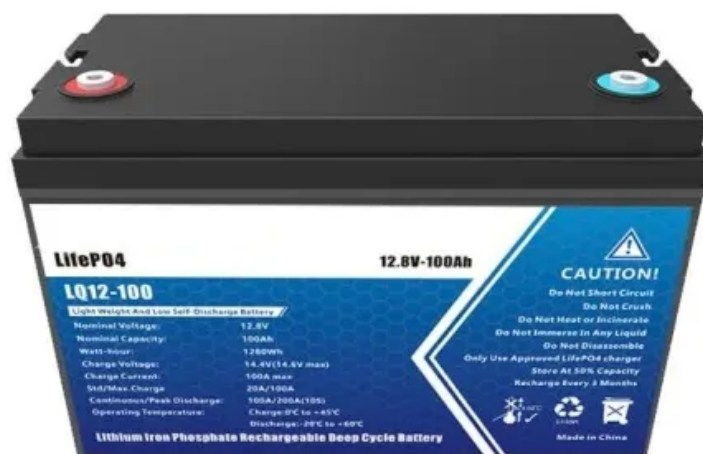 LifePO4
12.8V-100Ah
LQ12-100
Light Weight And Low Self-Discharge Battery
Nominal Voltage: 12.8V
Nominal Capacity: 100Ah
Watt-hour: 1280Wh
Charge Voltage: 14.4V(14.6V max)
Charge Current: 100A max
Std/Max.Charge 20A/100A
Continuous/Peak Discharge: 100A/200A(10S)
Operating Temperature: Charge:0℃ to +45℃
Discharge:-20℃ to +60℃
Lithium Iron Phosphate Rechargeable Deep Cycle Battery
CAUTION!
Do Not Short Circuit
Do Not Crush
Do Not Heat or Incinerate
Do Not Immerse In Any Liquid
Do Not Disassemble
Only Use Approved LifePO4 charger
Store At 50% Capacity
Recharge Every 3 Months
Li-ion
Made in China